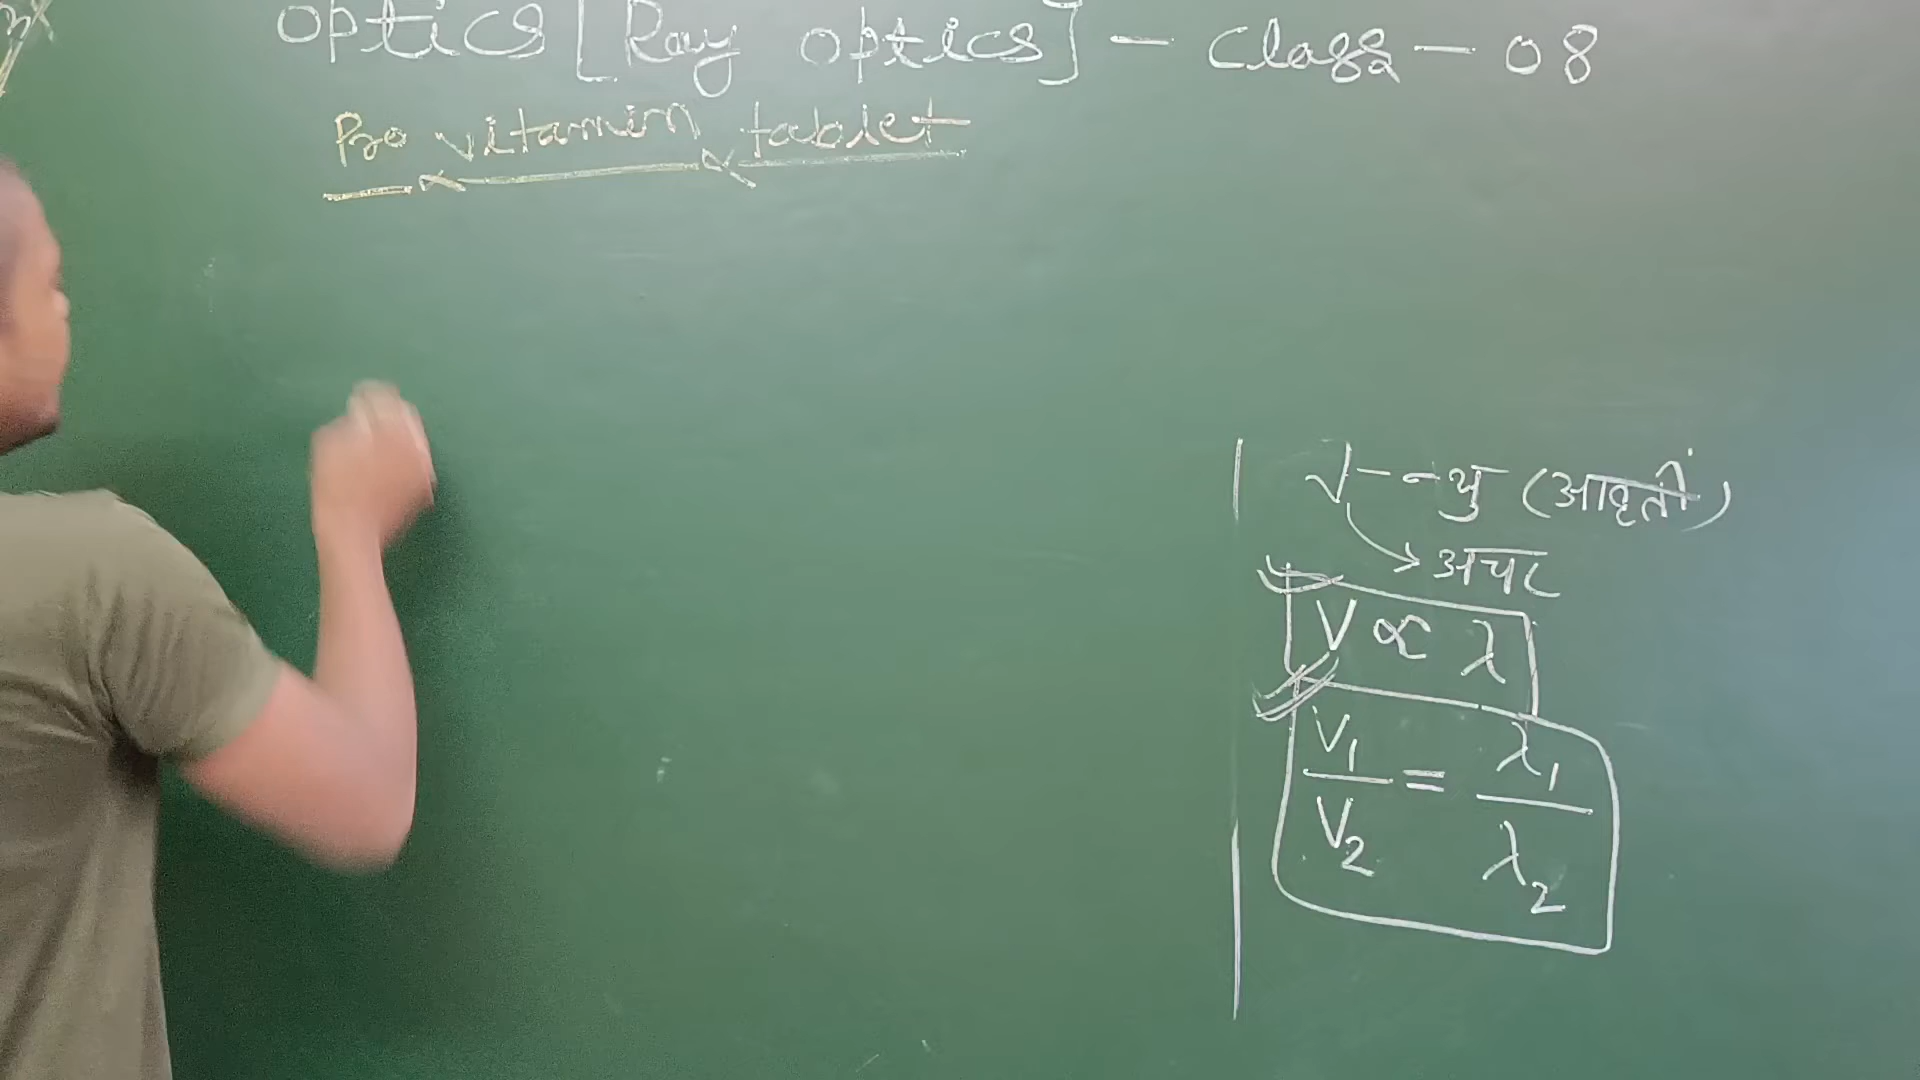 optics [Ray optics] - class - 08
Pro vitamin tablet
ν - न्यु (आवृती)
→ अचर
V ∝ λ
V₁/V₂ = λ₁/λ₂